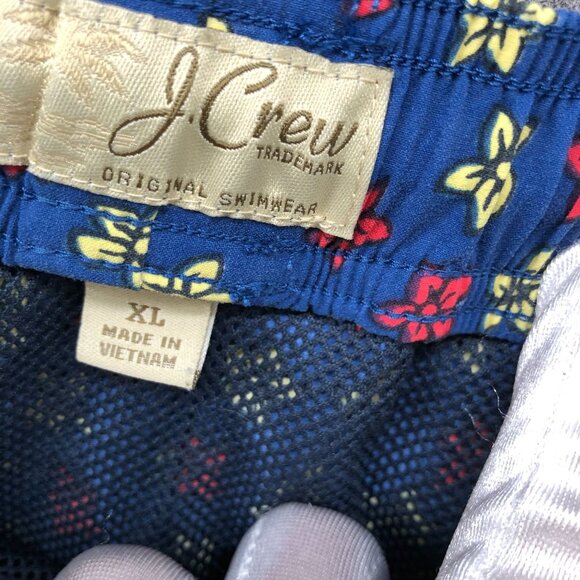 J.Crew
TRADEMARK
ORIGINAL SWIMWEAR
XL
MADE IN
VIETNAM